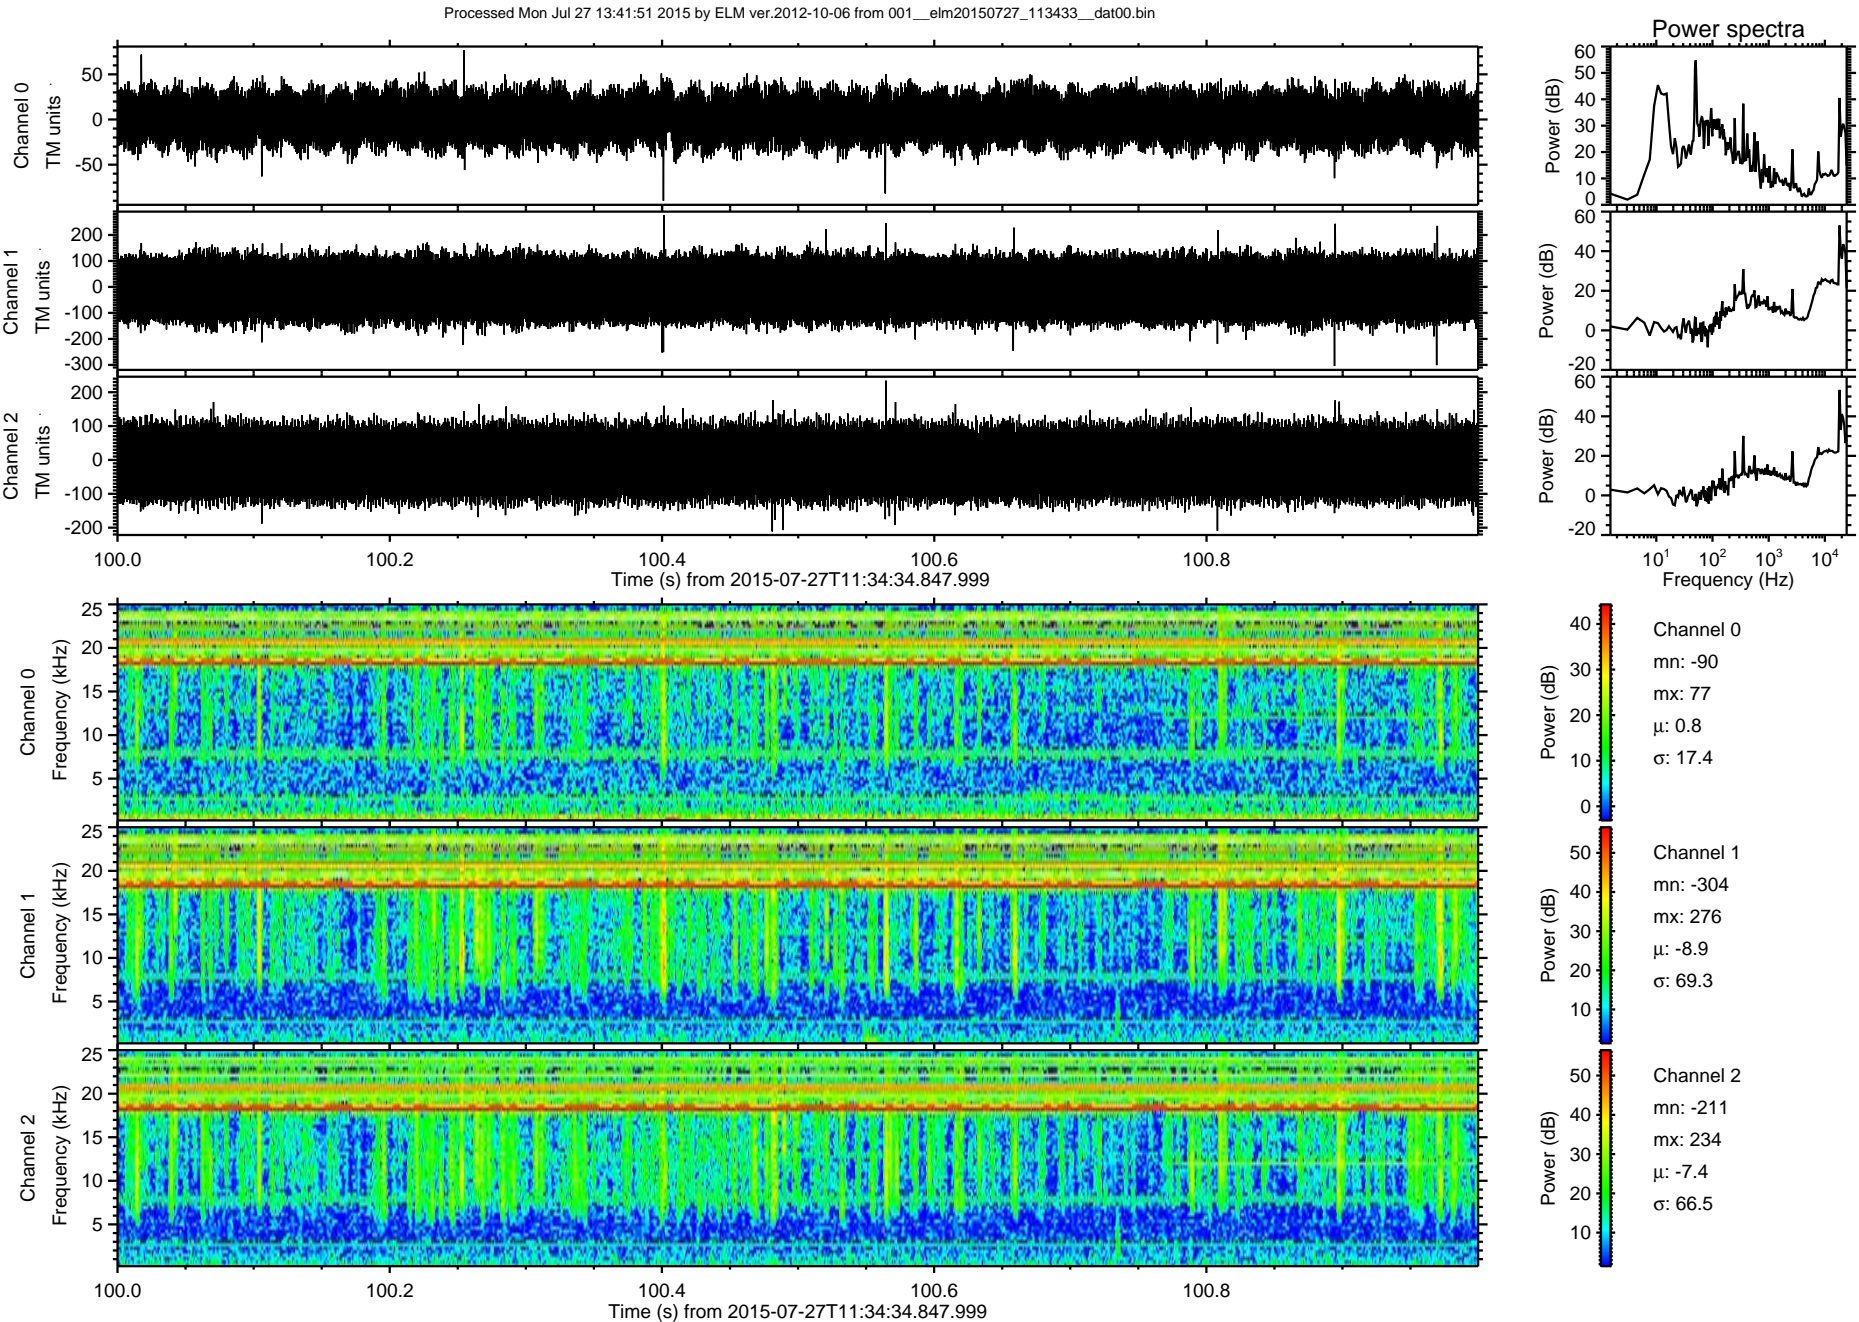 Processed Mon Jul 27 13:41:51 2015 by ELM ver.2012-10-06 from 001__elm20150727_113433__dat00.bin
Power spectra
Channel 0
TM units
50
0
-50
Power (dB)
60
50
40
30
20
10
0
Channel 1
TM units
200
100
0
-100
-200
-300
Power (dB)
60
40
20
0
-20
Channel 2
TM units
200
100
0
-100
-200
Power (dB)
60
40
20
0
-20
100.0 100.2 100.4 100.6 100.8
Time (s) from 2015-07-27T11:34:34.847.999
10^1 10^2 10^3 10^4
Frequency (Hz)
Channel 0
Frequency (kHz)
25
20
15
10
5
Power (dB)
40
30
20
10
0
Channel 0
mn: -90
mx: 77
μ: 0.8
σ: 17.4
Channel 1
Frequency (kHz)
25
20
15
10
5
Power (dB)
50
40
30
20
10
Channel 1
mn: -304
mx: 276
μ: -8.9
σ: 69.3
Channel 2
Frequency (kHz)
25
20
15
10
5
Power (dB)
50
40
30
20
10
Channel 2
mn: -211
mx: 234
μ: -7.4
σ: 66.5
100.0 100.2 100.4 100.6 100.8
Time (s) from 2015-07-27T11:34:34.847.999